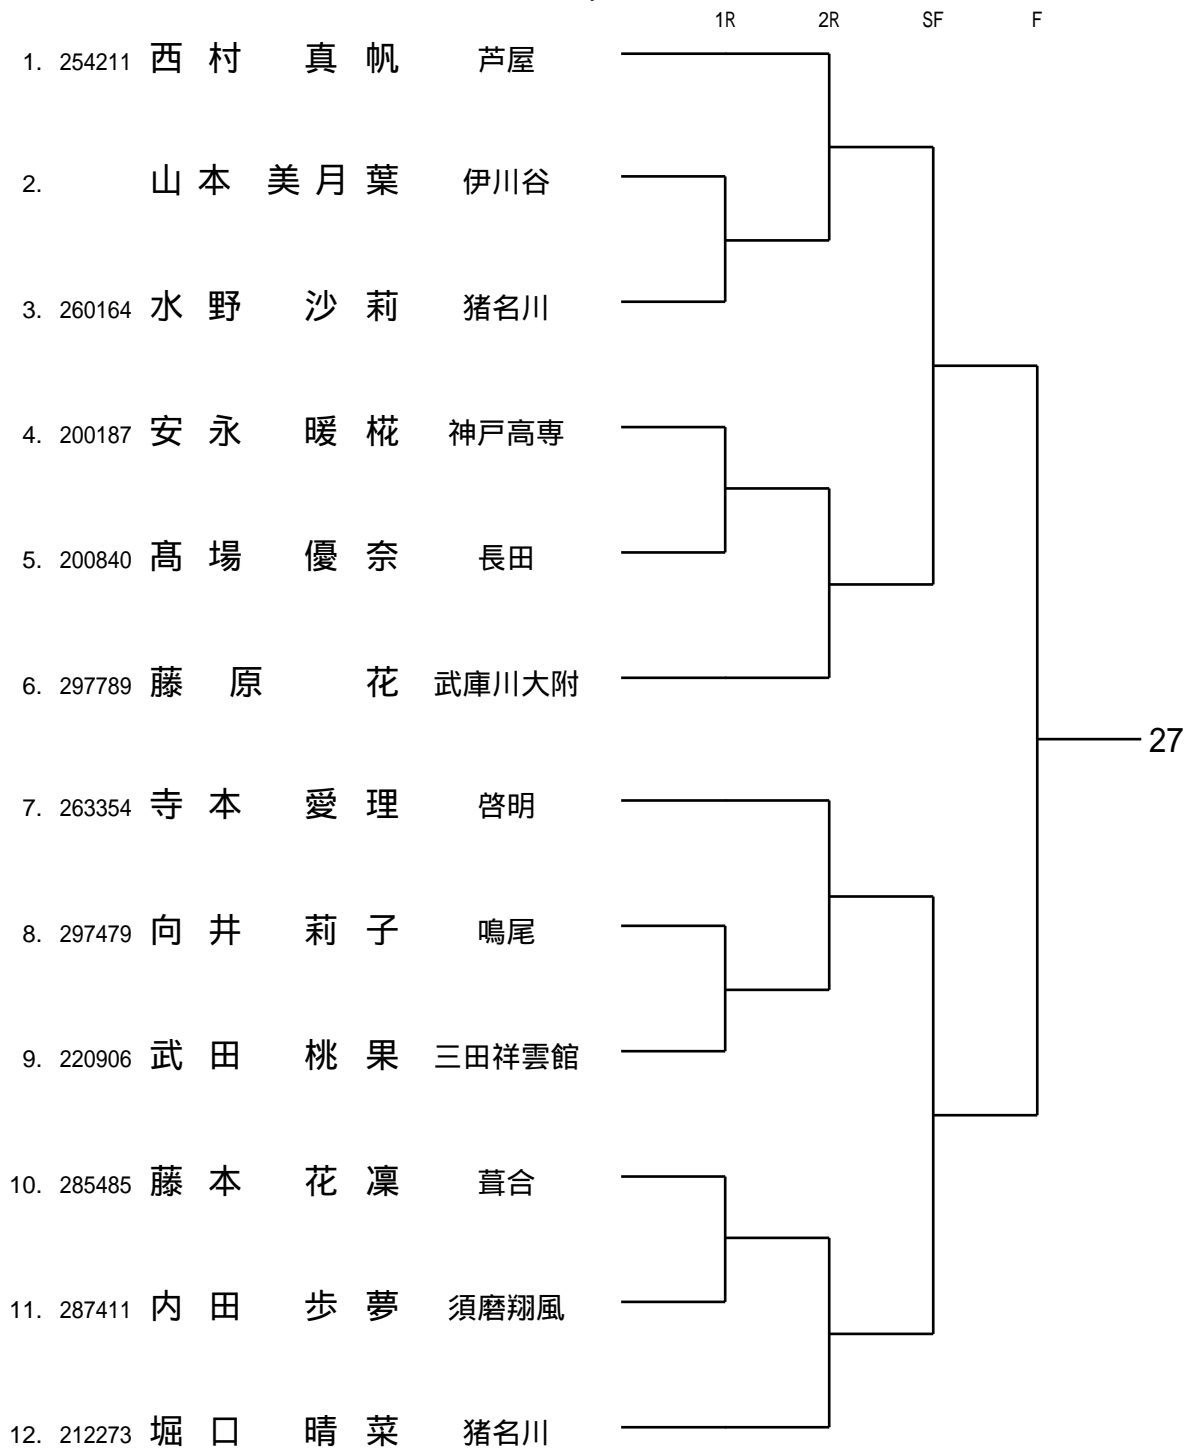 1R 2R SF F
1. 254211 西村 真帆 芦屋
2. 山本 美月葉 伊川谷
3. 260164 水野 沙莉 猪名川
4. 200187 安永 暖椛 神戸高専
5. 200840 髙場 優奈 長田
6. 297789 藤原 花 武庫川大附
27
7. 263354 寺本 愛理 啓明
8. 297479 向井 莉子 鳴尾
9. 220906 武田 桃果 三田祥雲館
10. 285485 藤本 花凜 葺合
11. 287411 内田 歩夢 須磨翔風
12. 212273 堀口 晴菜 猪名川